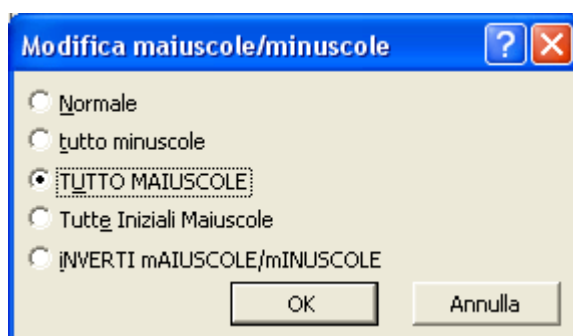 Modifica maiuscole/minuscole ?
Normale
tutto minuscole
TUTTO MAIUSCOLE
Tutte Iniziali Maiuscole
iNVERTI mAIUSCOLE/mINUSCOLE
OK Annulla